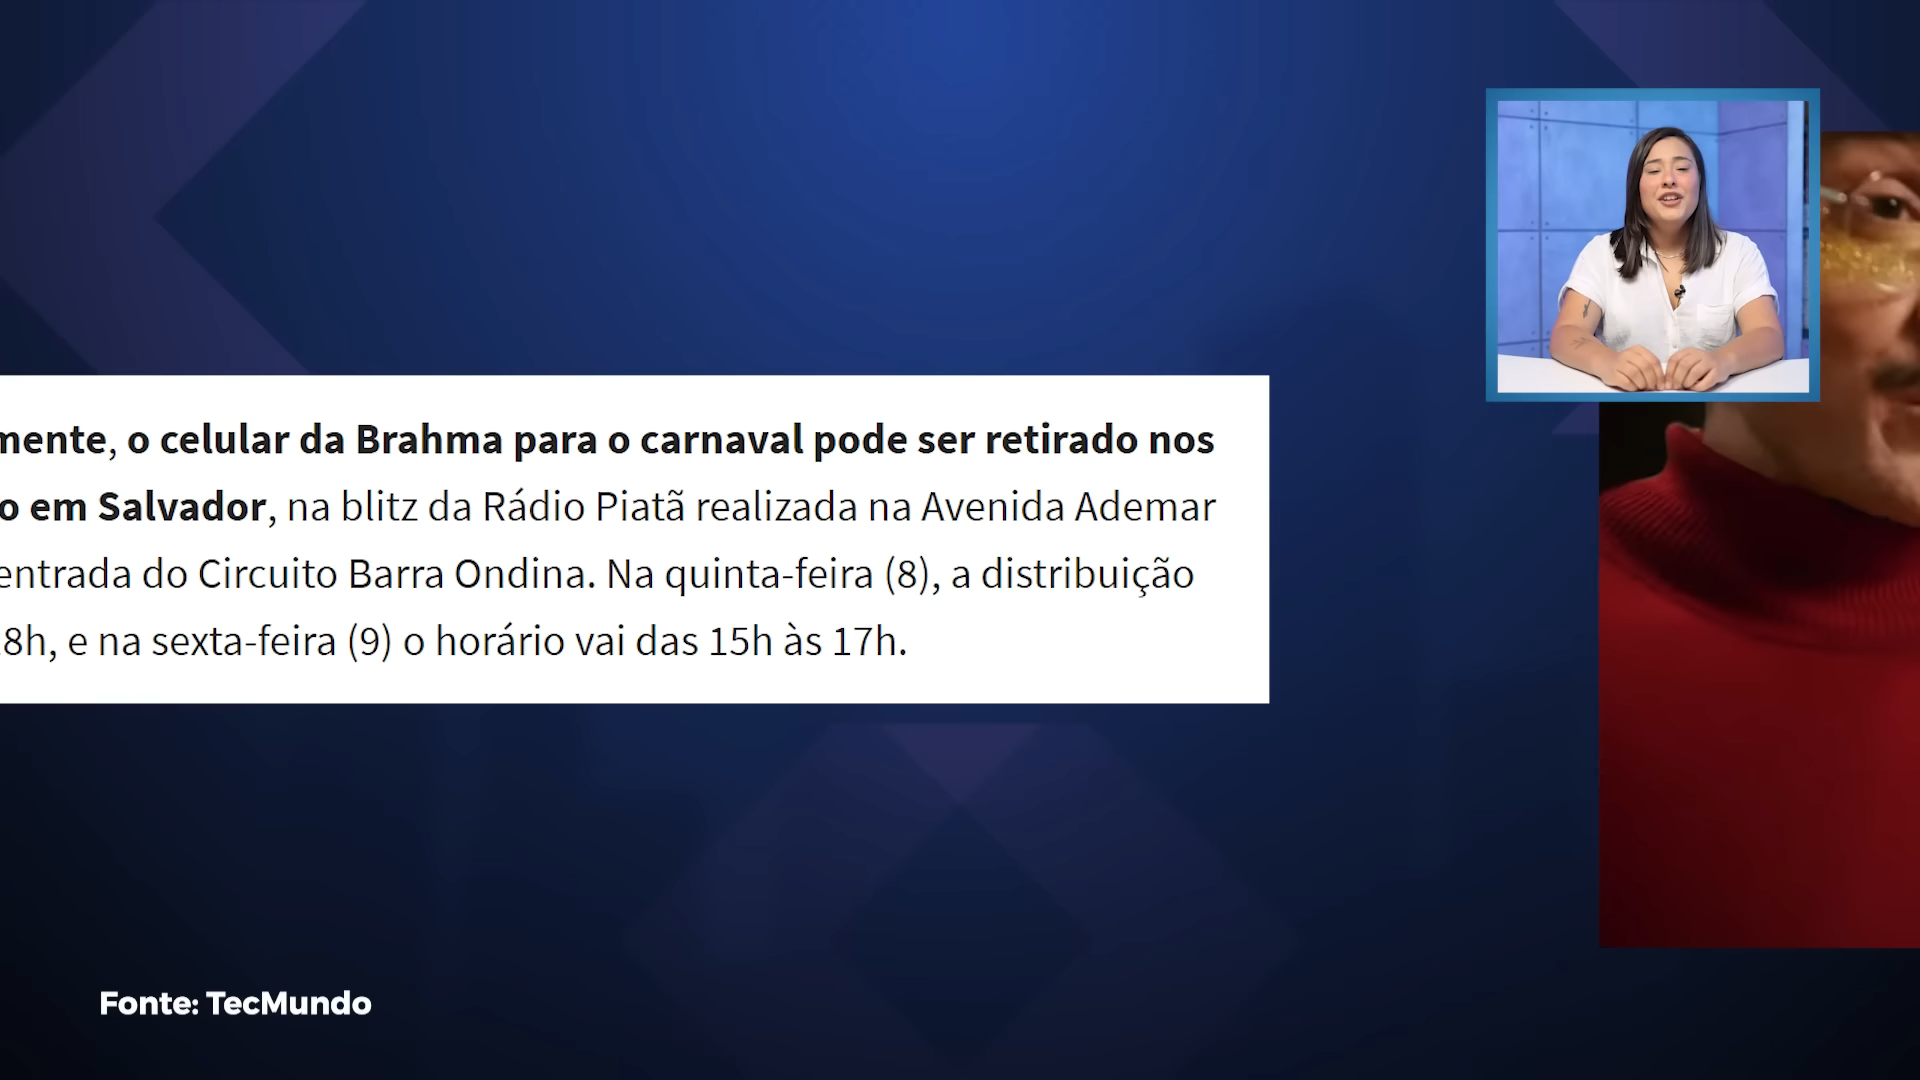 , o celular da Brahma para o carnaval pode ser retirado nos
em Salvador, na blitz da Rádio Piatã realizada na Avenida Ademar
entrada do Circuito Barra Ondina. Na quinta-feira (8), a distribuição
8h, e na sexta-feira (9) o horário vai das 15h às 17h.
Fonte: TecMundo